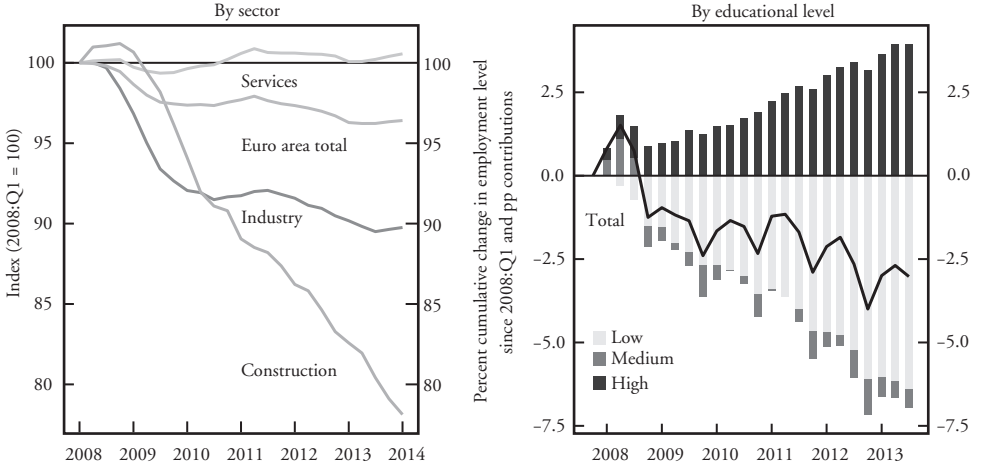 By sector
Index (2008:Q1 = 100)
100
95
90
85
80
100
95
90
85
80
Services
Euro area total
Industry
Construction
2008 2009 2010 2011 2012 2013 2014
By educational level
Percent cumulative change in employment level
since 2008:Q1 and pp contributions
2.5
0.0
−2.5
−5.0
−7.5
2.5
0.0
−2.5
−5.0
−7.5
Total
Low
Medium
High
2008 2009 2010 2011 2012 2013